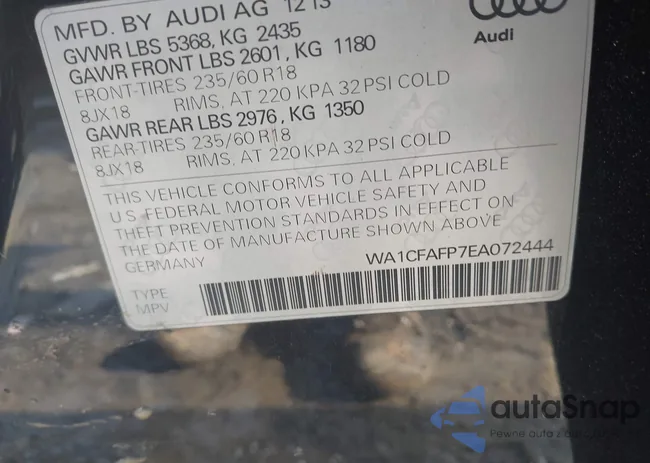 MFD. BY AUDI AG 12 13
GVWR LBS 5368, KG 2435
GAWR FRONT LBS 2601, KG 1180
FRONT-TIRES 235/60 R18
8JX18 RIMS, AT 220 KPA 32 PSI COLD
GAWR REAR LBS 2976, KG 1350
REAR-TIRES 235/60 R18
8JX18 RIMS, AT 220 KPA 32 PSI COLD
Audi
THIS VEHICLE CONFORMS TO ALL APPLICABLE
U S FEDERAL MOTOR VEHICLE SAFETY AND
THEFT PREVENTION STANDARDS IN EFFECT ON
THE DATE OF MANUFACTURE SHOWN ABOVE
GERMANY WA1CFAFP7EA072444
TYPE
MPV
autaSnap
Pewne auta